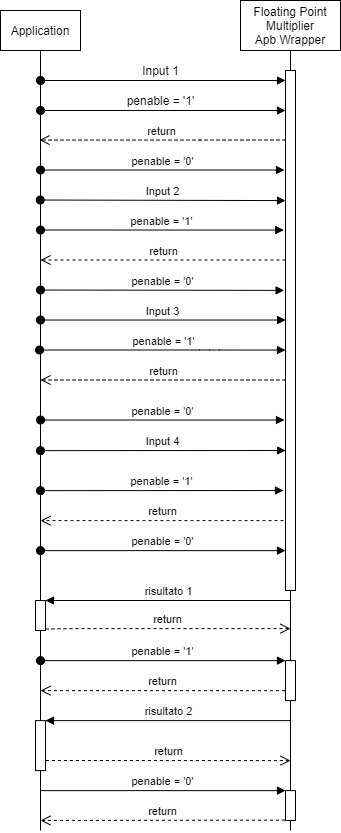 Application
Floating Point
Multiplier
Apb Wrapper
Input 1
penable = '1'
return
penable = '0'
Input 2
penable = '1'
return
penable = '0'
Input 3
penable = '1'
return
penable = '0'
Input 4
penable = '1'
return
penable = '0'
risultato 1
return
penable = '1'
return
risultato 2
return
penable = '0'
return